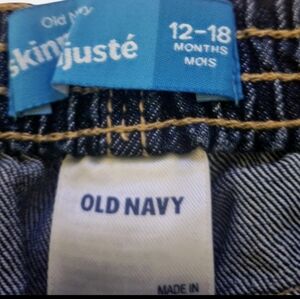 Old Navy
skinny
ajusté
12-18
MONTHS
MOIS
OLD NAVY
MADE IN